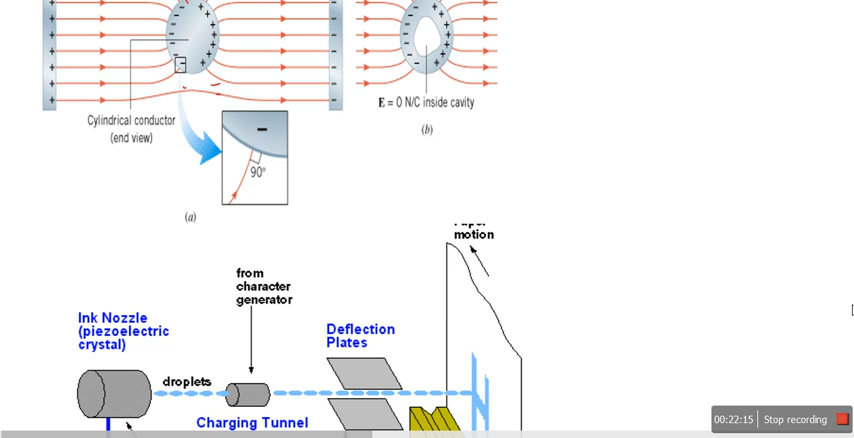 Cylindrical conductor
(end view)
90°
(a)
E = 0 N/C inside cavity
(b)
motion
from
character
generator
Ink Nozzle
(piezoelectric
crystal)
droplets
Deflection
Plates
Charging Tunnel
00:22:15 Stop recording